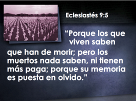 Eclesiastés 9:5
"Porque los que
viven saben
que han de morir; pero los
muertos nada saben, ni tienen
más paga; porque su memoria
es puesta en olvido."